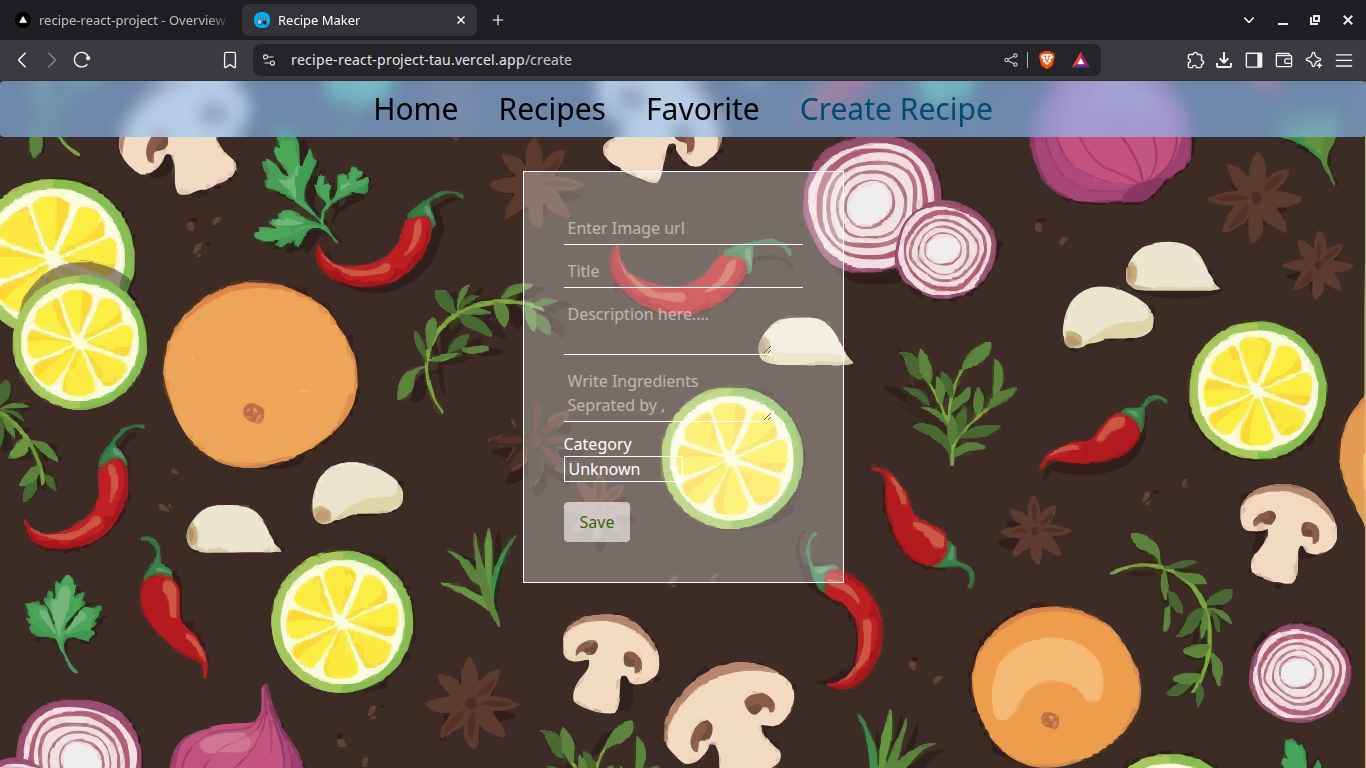 recipe-react-project - Overview
Recipe Maker
recipe-react-project-tau.vercel.app/create
Home Recipes Favorite Create Recipe
Enter Image url
Title
Description here....
Write Ingredients
Seprated by ,
Category
Unknown
Save